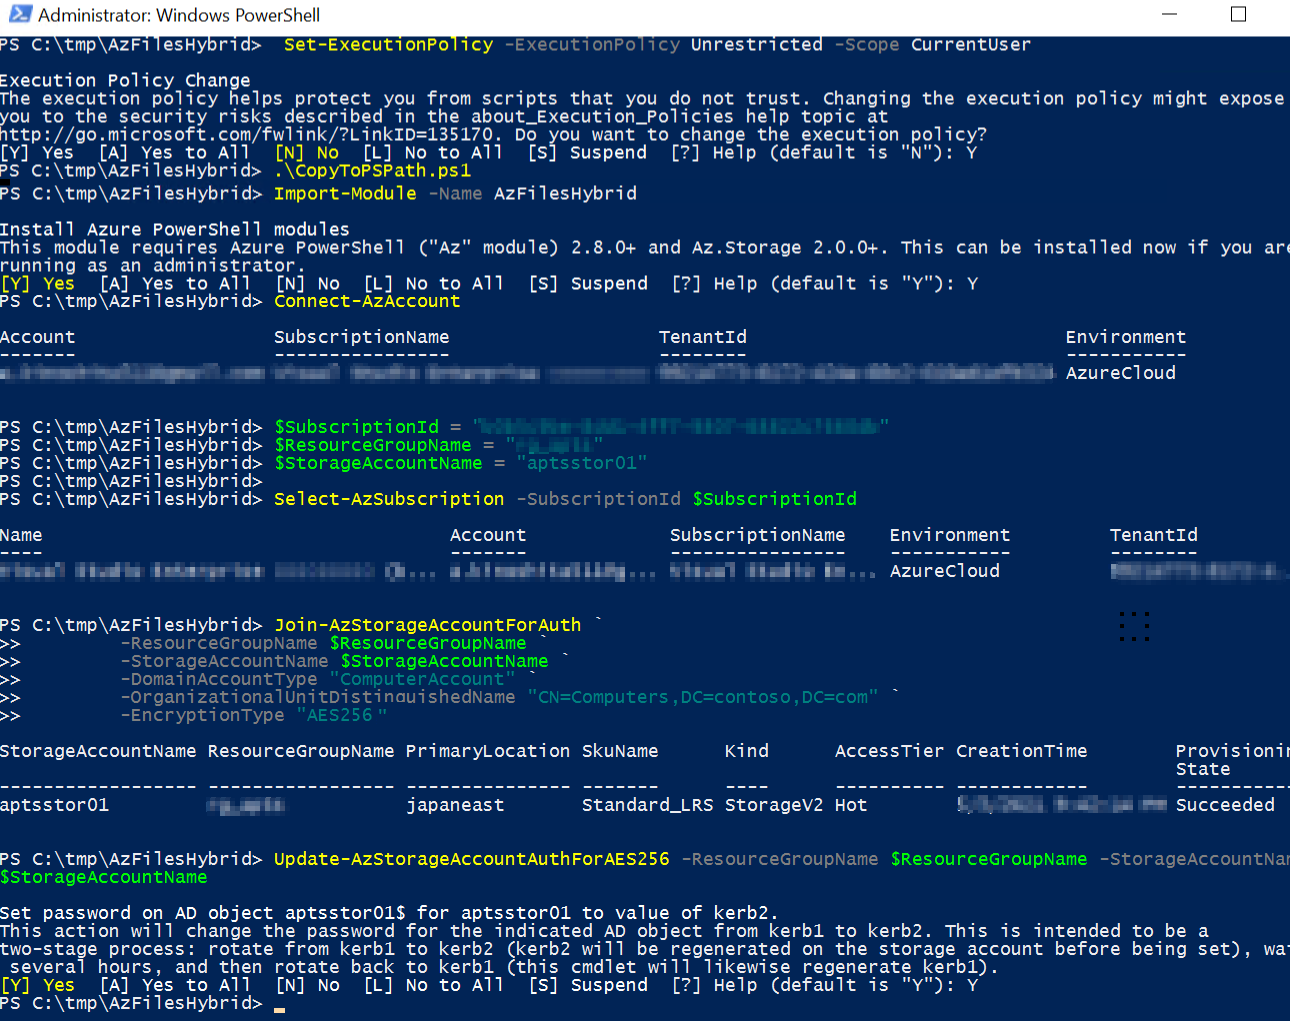 Administrator: Windows PowerShell
PS C:\tmp\AzFilesHybrid>  Set-ExecutionPolicy -ExecutionPolicy Unrestricted -Scope CurrentUser
Execution Policy Change
The execution policy helps protect you from scripts that you do not trust. Changing the execution policy might expose
you to the security risks described in the about_Execution_Policies help topic at
http://go.microsoft.com/fwlink/?LinkID=135170. Do you want to change the execution policy?
[Y] Yes  [A] Yes to All  [N] No  [L] No to All  [S] Suspend  [?] Help (default is "N"): Y
PS C:\tmp\AzFilesHybrid> .\CopyToPSPath.ps1
PS C:\tmp\AzFilesHybrid> Import-Module -Name AzFilesHybrid
Install Azure PowerShell modules
This module requires Azure PowerShell ("Az" module) 2.8.0+ and Az.Storage 2.0.0+. This can be installed now if you are
running as an administrator.
[Y] Yes  [A] Yes to All  [N] No  [L] No to All  [S] Suspend  [?] Help (default is "Y"): Y
PS C:\tmp\AzFilesHybrid> Connect-AzAccount
Account SubscriptionName TenantId Environment
------- ---------------- -------- -----------
AzureCloud
PS C:\tmp\AzFilesHybrid> $SubscriptionId = "
PS C:\tmp\AzFilesHybrid> $ResourceGroupName = "
PS C:\tmp\AzFilesHybrid> $StorageAccountName = "aptsstor01"
PS C:\tmp\AzFilesHybrid>
PS C:\tmp\AzFilesHybrid> Select-AzSubscription -SubscriptionId $SubscriptionId
Name Account SubscriptionName Environment TenantId
---- ------- ---------------- ----------- --------
AzureCloud
PS C:\tmp\AzFilesHybrid> Join-AzStorageAccountForAuth `
>>         -ResourceGroupName $ResourceGroupName `
>>         -StorageAccountName $StorageAccountName `
>>         -DomainAccountType "ComputerAccount" `
>>         -OrganizationalUnitDistinguishedName "CN=Computers,DC=contoso,DC=com" `
>>         -EncryptionType "AES256"
StorageAccountName ResourceGroupName PrimaryLocation SkuName Kind AccessTier CreationTime Provisionin
State
------------------ ----------------- --------------- ------- ---- ---------- ------------ -----------
aptsstor01 japaneast Standard_LRS StorageV2 Hot Succeeded
PS C:\tmp\AzFilesHybrid> Update-AzStorageAccountAuthForAES256 -ResourceGroupName $ResourceGroupName -StorageAccountNam
$StorageAccountName
Set password on AD object aptsstor01$ for aptsstor01 to value of kerb2.
This action will change the password for the indicated AD object from kerb1 to kerb2. This is intended to be a
two-stage process: rotate from kerb1 to kerb2 (kerb2 will be regenerated on the storage account before being set), wai
several hours, and then rotate back to kerb1 (this cmdlet will likewise regenerate kerb1).
[Y] Yes  [A] Yes to All  [N] No  [L] No to All  [S] Suspend  [?] Help (default is "Y"): Y
PS C:\tmp\AzFilesHybrid>